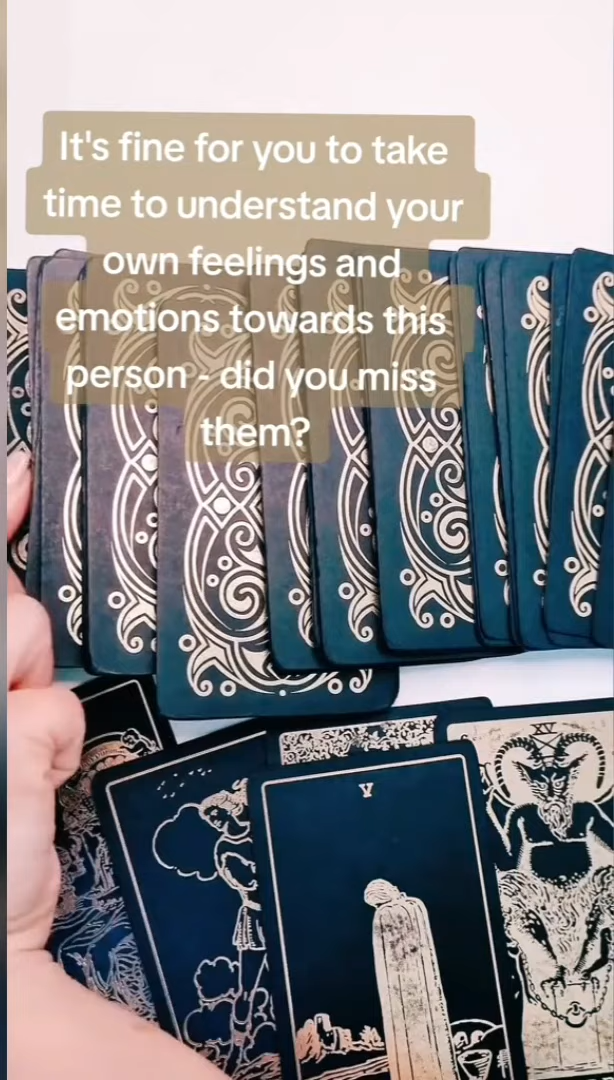 It's fine for you to take
time to understand your
own feelings and
emotions towards this
person - did you miss
them?
XV
V